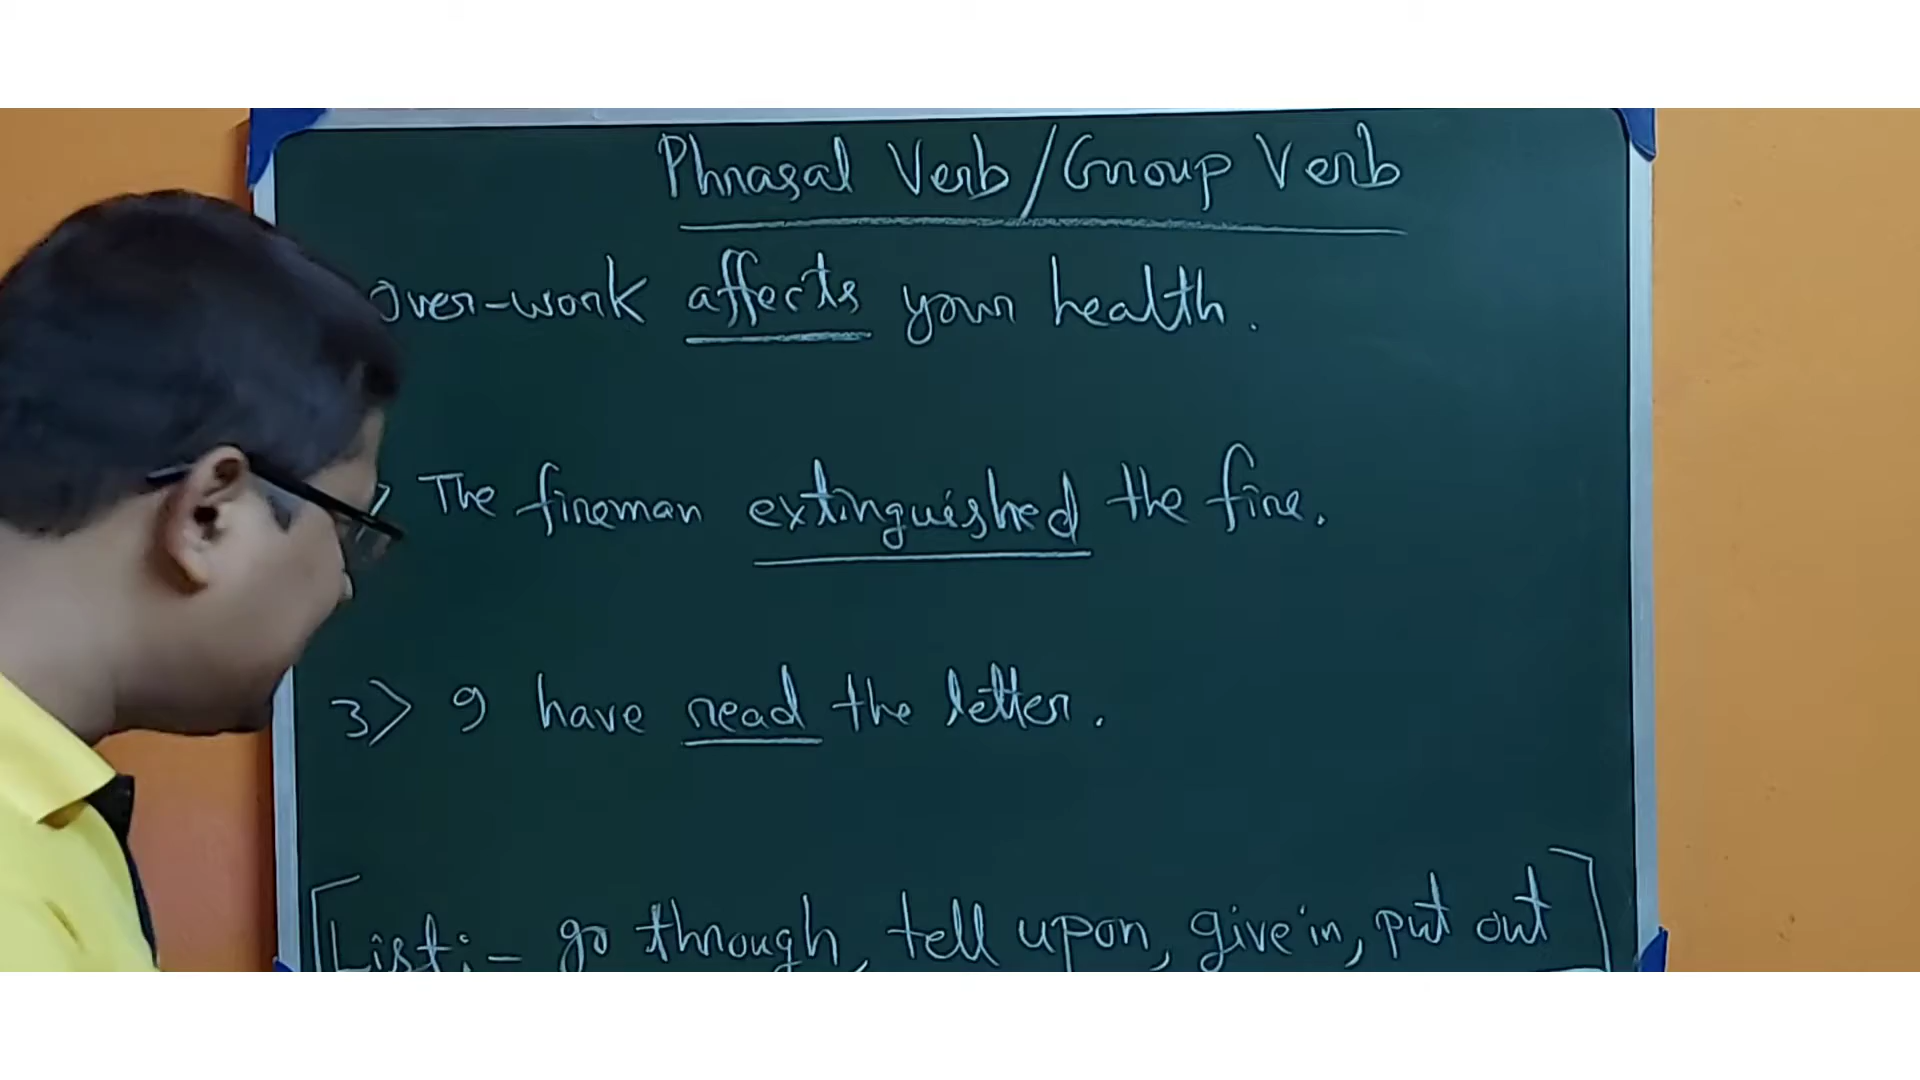 Phrasal Verb/Group Verb
Over-work affects your health.
The fireman extinguished the fire.
3> I have read the letter.
[List:- go through, tell upon, give in, put out]